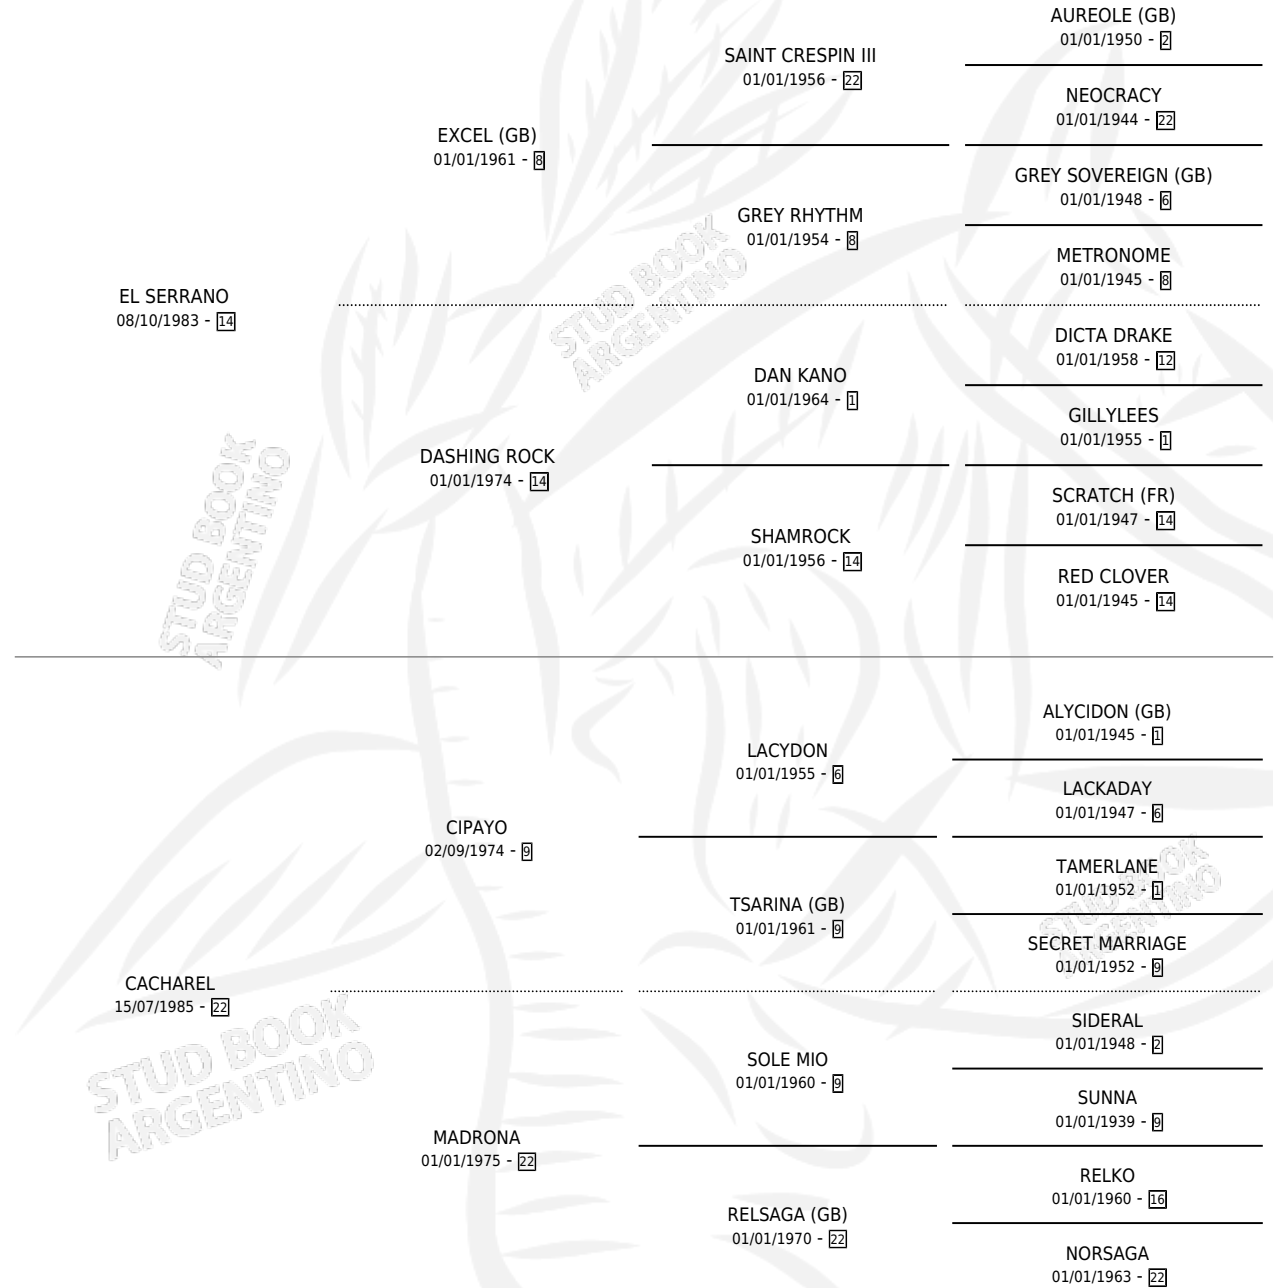 AUREOLE (GB)
01/01/1950 - 2
SAINT CRESPIN III
01/01/1956 - 22
NEOCRACY
01/01/1944 - 22
EXCEL (GB)
01/01/1961 - 8
GREY SOVEREIGN (GB)
01/01/1948 - 6
GREY RHYTHM
01/01/1954 - 8
METRONOME
01/01/1945 - 8
EL SERRANO
08/10/1983 - 14
STUD BOOK
ARGENTINO
DICTA DRAKE
01/01/1958 - 12
DAN KANO
01/01/1964 - 1
GILLYLEES
01/01/1955 - 1
DASHING ROCK
01/01/1974 - 14
SCRATCH (FR)
01/01/1947 - 14
SHAMROCK
01/01/1956 - 14
RED CLOVER
01/01/1945 - 14
STUD BOOK
ARGENTINO
ALYCIDON (GB)
01/01/1945 - 1
LACYDON
01/01/1955 - 6
LACKADAY
01/01/1947 - 6
CIPAYO
02/09/1974 - 9
TAMERLANE
01/01/1952 - 1
TSARINA (GB)
01/01/1961 - 9
SECRET MARRIAGE
01/01/1952 - 9
STUD BOOK
ARGENTINO
CACHAREL
15/07/1985 - 22
SIDERAL
01/01/1948 - 2
SOLE MIO
01/01/1960 - 9
SUNNA
01/01/1939 - 9
STUD BOOK
ARGENTINO
MADRONA
01/01/1975 - 22
RELKO
01/01/1960 - 16
RELSAGA (GB)
01/01/1970 - 22
NORSAGA
01/01/1963 - 22